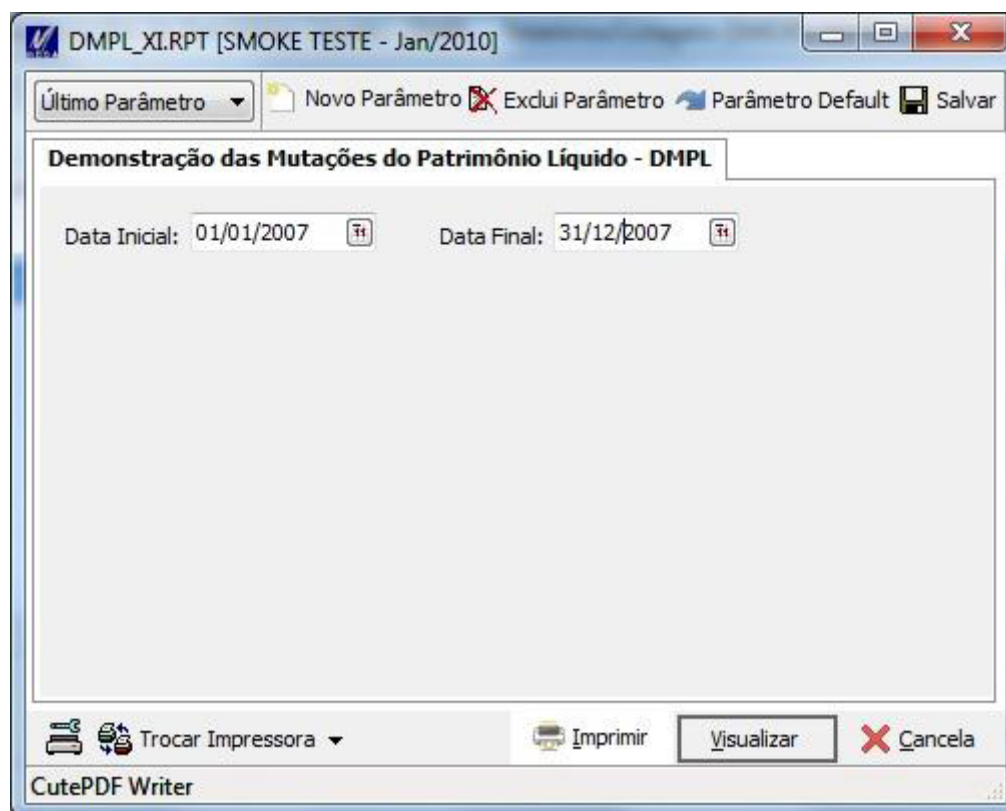 DMPL_XI.RPT [SMOKE TESTE - Jan/2010]
Último Parâmetro Novo Parâmetro Exclui Parâmetro Parâmetro Default Salvar
Demonstração das Mutações do Patrimônio Líquido - DMPL
Data Inicial: 01/01/2007 Data Final: 31/12/2007
Trocar Impressora Imprimir Visualizar Cancela
CutePDF Writer